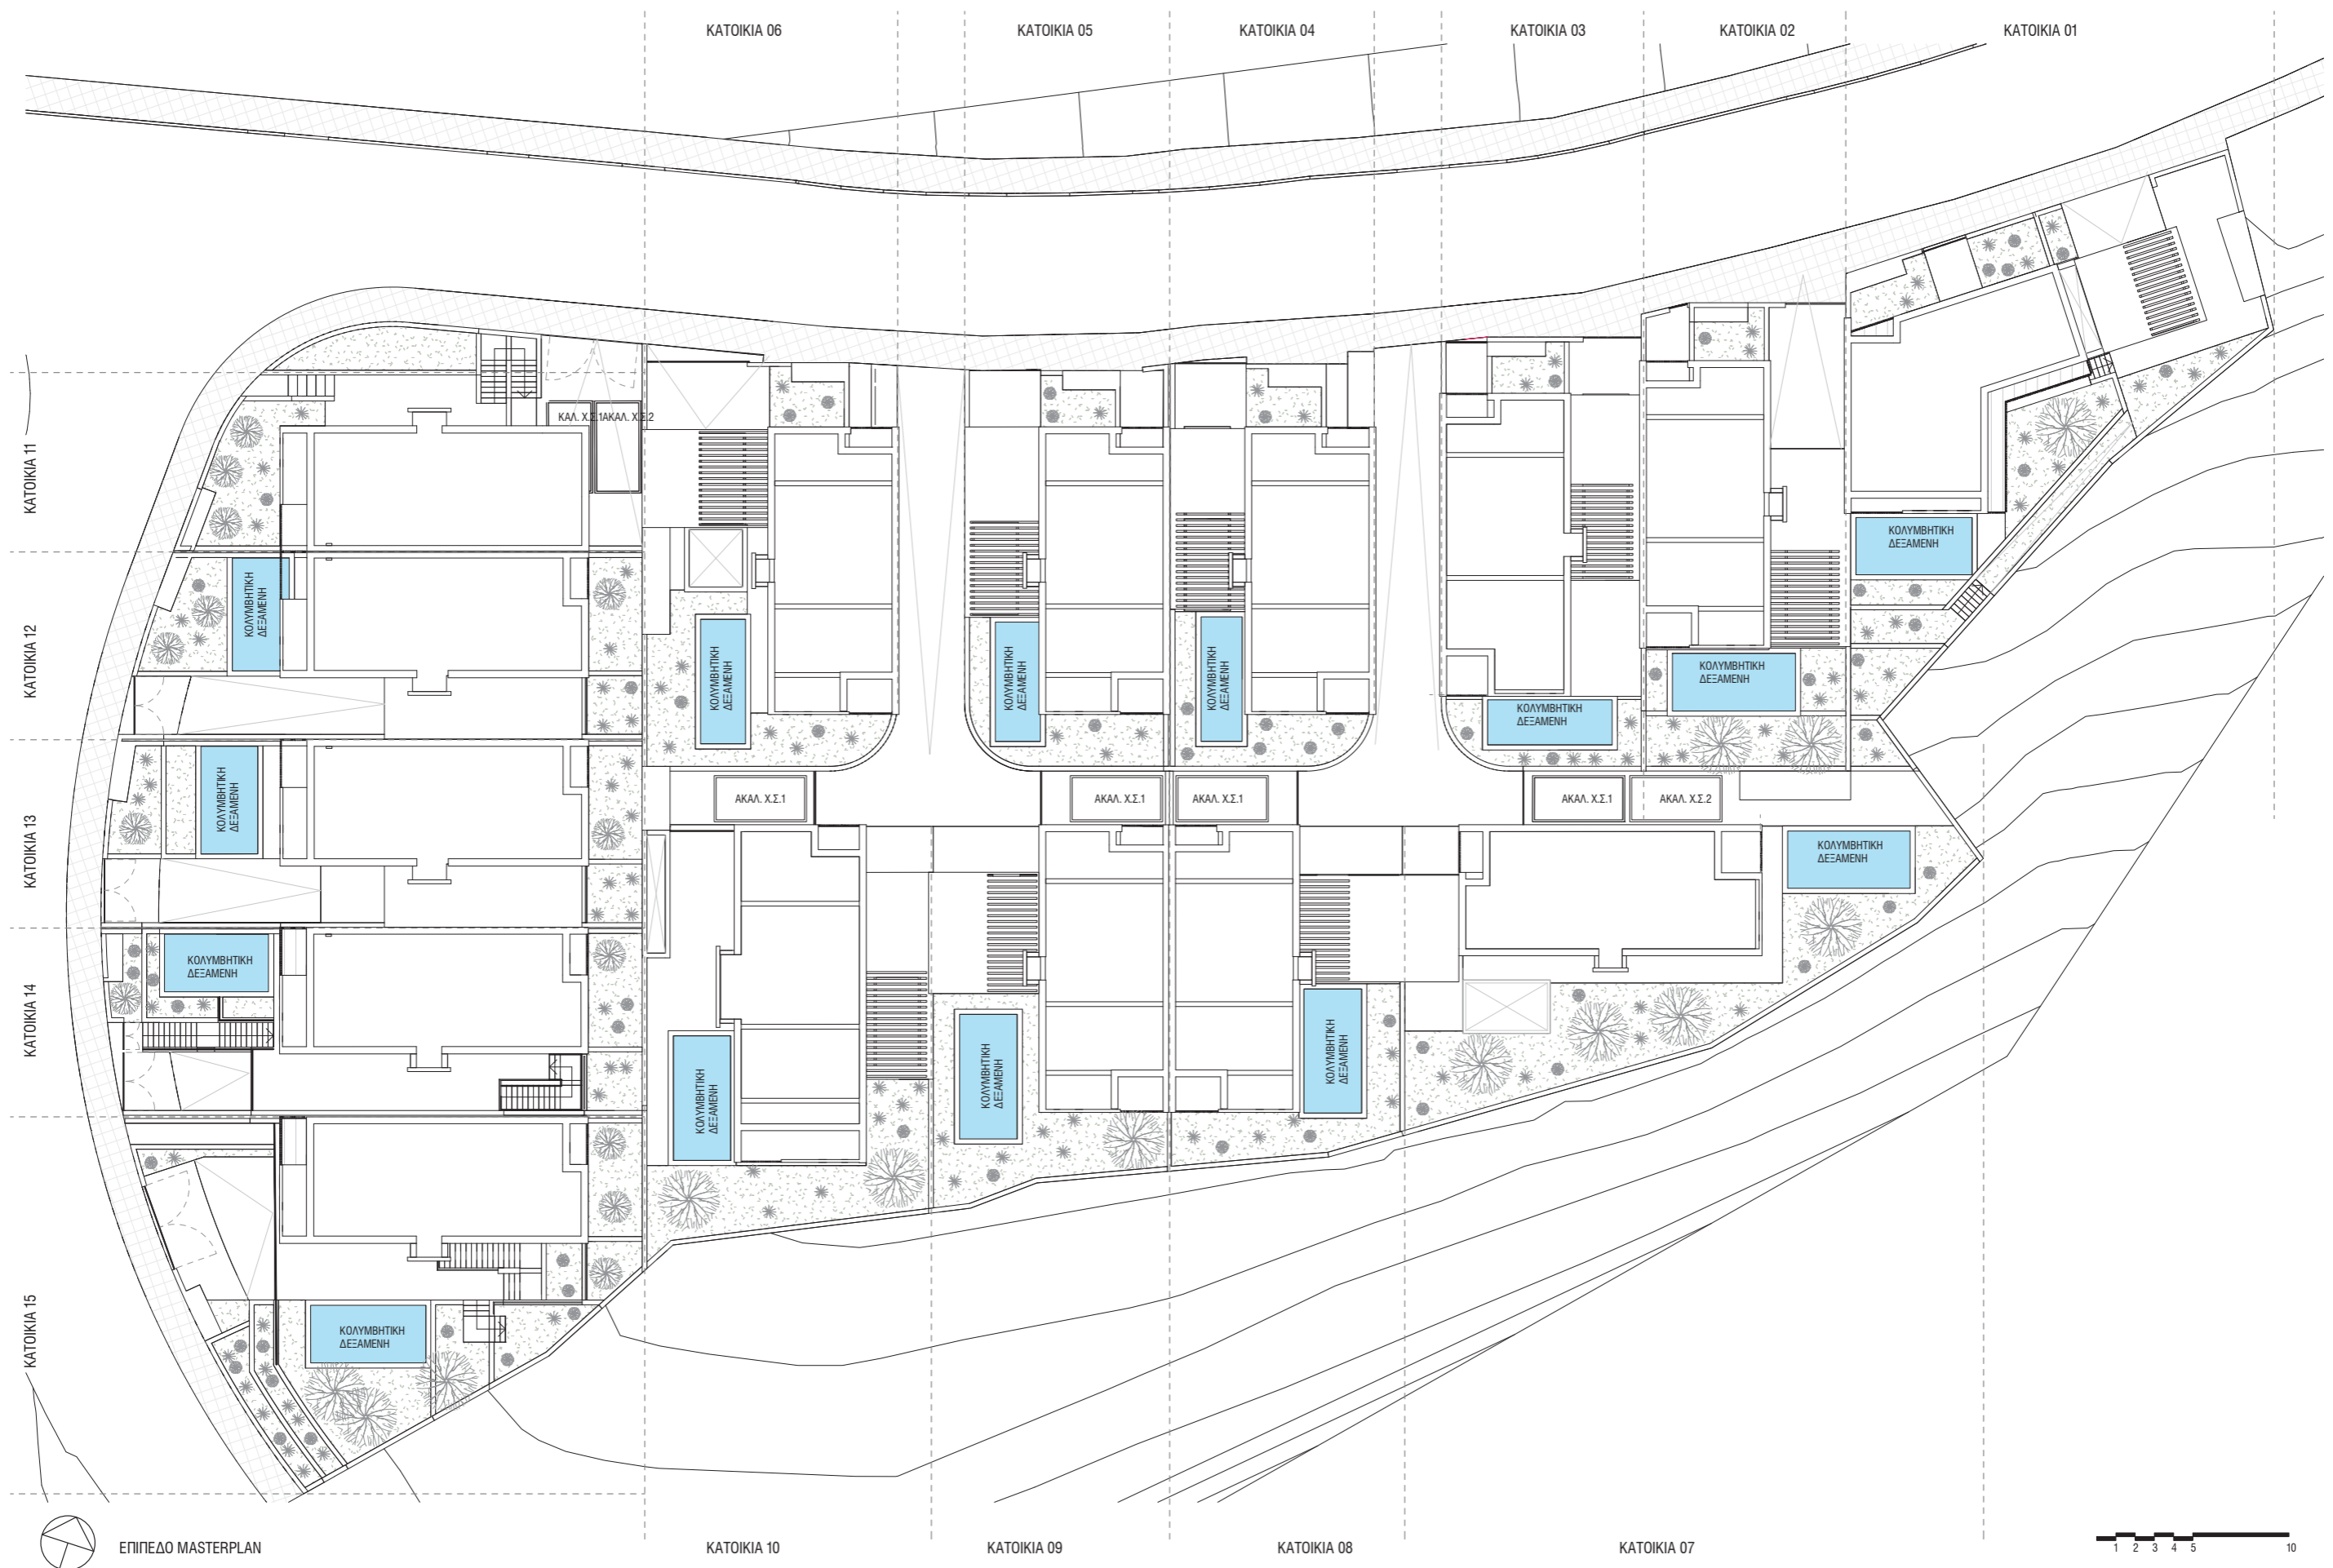 ΚΑΤΟΙΚΙΑ 06
ΚΑΤΟΙΚΙΑ 05
ΚΑΤΟΙΚΙΑ 04
ΚΑΤΟΙΚΙΑ 03
ΚΑΤΟΙΚΙΑ 02
ΚΑΤΟΙΚΙΑ 01
ΚΑΤΟΙΚΙΑ 11
ΚΑΤΟΙΚΙΑ 12
ΚΑΤΟΙΚΙΑ 13
ΚΑΤΟΙΚΙΑ 14
ΚΑΤΟΙΚΙΑ 15
ΚΑΛ. Χ.Σ.1
ΑΚΑΛ. Χ.Σ.2
ΚΟΛΥΜΒΗΤΙΚΗ
ΔΕΞΑΜΕΝΗ
ΚΟΛΥΜΒΗΤΙΚΗ
ΔΕΞΑΜΕΝΗ
ΚΟΛΥΜΒΗΤΙΚΗ
ΔΕΞΑΜΕΝΗ
ΚΟΛΥΜΒΗΤΙΚΗ
ΔΕΞΑΜΕΝΗ
ΚΟΛΥΜΒΗΤΙΚΗ
ΔΕΞΑΜΕΝΗ
ΚΟΛΥΜΒΗΤΙΚΗ
ΔΕΞΑΜΕΝΗ
ΚΟΛΥΜΒΗΤΙΚΗ
ΔΕΞΑΜΕΝΗ
ΚΟΛΥΜΒΗΤΙΚΗ
ΔΕΞΑΜΕΝΗ
ΚΟΛΥΜΒΗΤΙΚΗ
ΔΕΞΑΜΕΝΗ
ΑΚΑΛ. Χ.Σ.1
ΑΚΑΛ. Χ.Σ.1
ΑΚΑΛ. Χ.Σ.1
ΑΚΑΛ. Χ.Σ.1
ΑΚΑΛ. Χ.Σ.2
ΚΟΛΥΜΒΗΤΙΚΗ
ΔΕΞΑΜΕΝΗ
ΚΟΛΥΜΒΗΤΙΚΗ
ΔΕΞΑΜΕΝΗ
ΚΟΛΥΜΒΗΤΙΚΗ
ΔΕΞΑΜΕΝΗ
ΚΟΛΥΜΒΗΤΙΚΗ
ΔΕΞΑΜΕΝΗ
ΚΟΛΥΜΒΗΤΙΚΗ
ΔΕΞΑΜΕΝΗ
ΕΠΙΠΕΔΟ MASTERPLAN
ΚΑΤΟΙΚΙΑ 10
ΚΑΤΟΙΚΙΑ 09
ΚΑΤΟΙΚΙΑ 08
ΚΑΤΟΙΚΙΑ 07
1 2 3 4 5 10